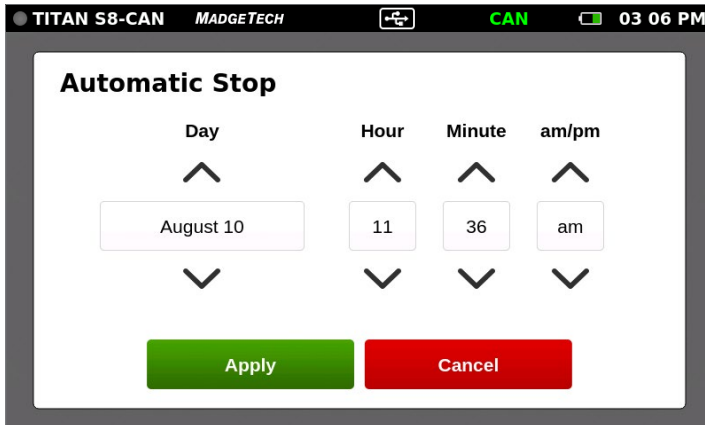 TITAN S8-CAN MADGETECH CAN 03 06 PM
Automatic Stop
Day Hour Minute am/pm
August 10 11 36 am
Apply Cancel